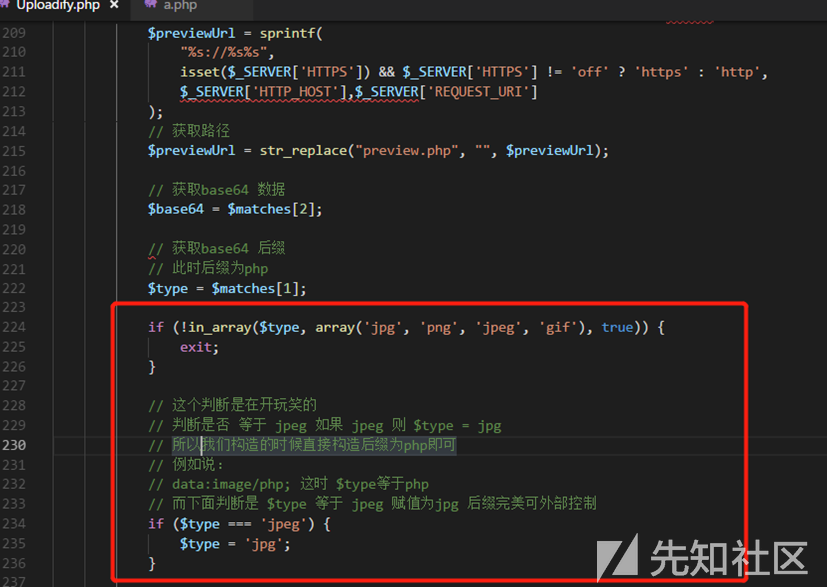 Uploadify.php × a.php
209 $previewUrl = sprintf(
210 "%s://%s%s",
211 isset($_SERVER['HTTPS']) && $_SERVER['HTTPS'] != 'off' ? 'https' : 'http',
212 $_SERVER['HTTP_HOST'],$_SERVER['REQUEST_URI']
213 );
214 // 获取路径
215 $previewUrl = str_replace("preview.php", "", $previewUrl);
216
217 // 获取base64 数据
218 $base64 = $matches[2];
219
220 // 获取base64 后缀
221 // 此时后缀为php
222 $type = $matches[1];
223
224 if (!in_array($type, array('jpg', 'png', 'jpeg', 'gif'), true)) {
225 exit;
226 }
227
228 // 这个判断是在开玩笑的
229 // 判断是否 等于 jpeg 如果 jpeg 则 $type = jpg
230 // 所以我们构造的时候直接构造后缀为php即可
231 // 例如说：
232 // data:image/php; 这时 $type等于php
233 // 而下面判断是 $type 等于 jpeg 赋值为jpg 后缀完美可外部控制
234 if ($type === 'jpeg') {
235 $type = 'jpg';
236 }
237
先知社区